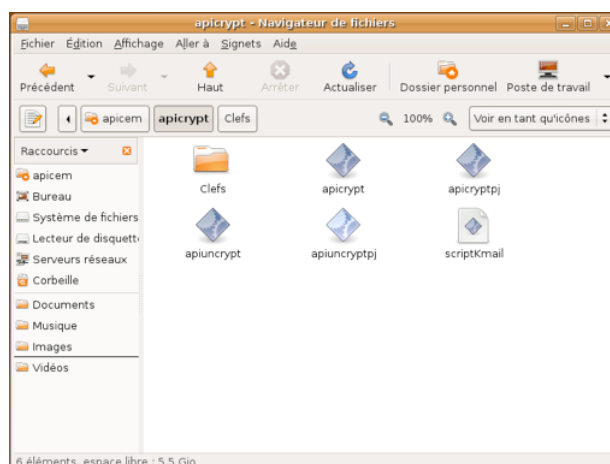 apicrypt - Navigateur de fichiers
Fichier Édition Affichage Aller à Signets Aide
Précédent Suivant Haut Arrêter Actualiser Dossier personnel Poste de travail
apicem apicrypt Clefs 100% Voir en tant qu'icônes
Raccourcis
apicem
Bureau
Système de fichiers
Lecteur de disquett
Serveurs réseaux
Corbeille
Documents
Musique
Images
Vidéos
Clefs apicrypt apicryptpj
apiuncrypt apiuncryptpj scriptKmail
6 éléments, espace libre : 5,5 Gio